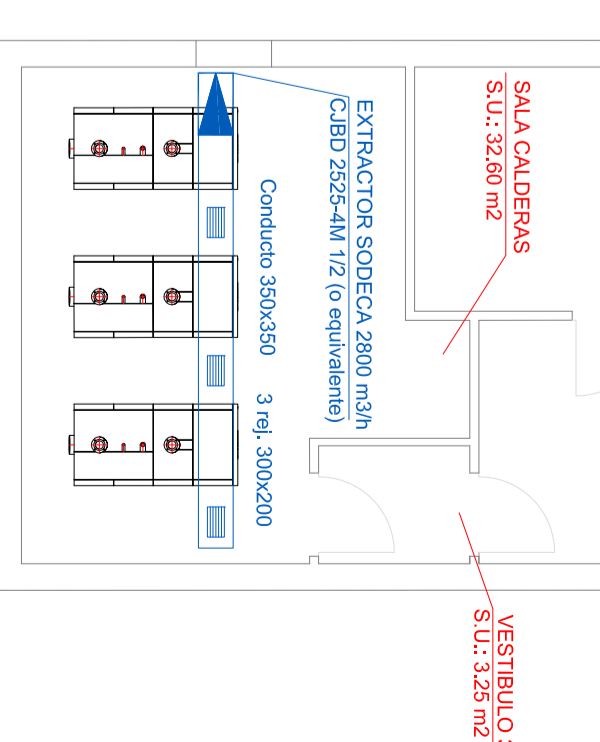 SALA CALDERAS
S.U.: 32.60 m2
EXTRACTOR SODECA 2800 m3/h
CJBD 2525-4M 1/2 (o equivalente)
Conducto 350x350
3 rej. 300x200
VESTIBULO
S.U.: 3.25 m2